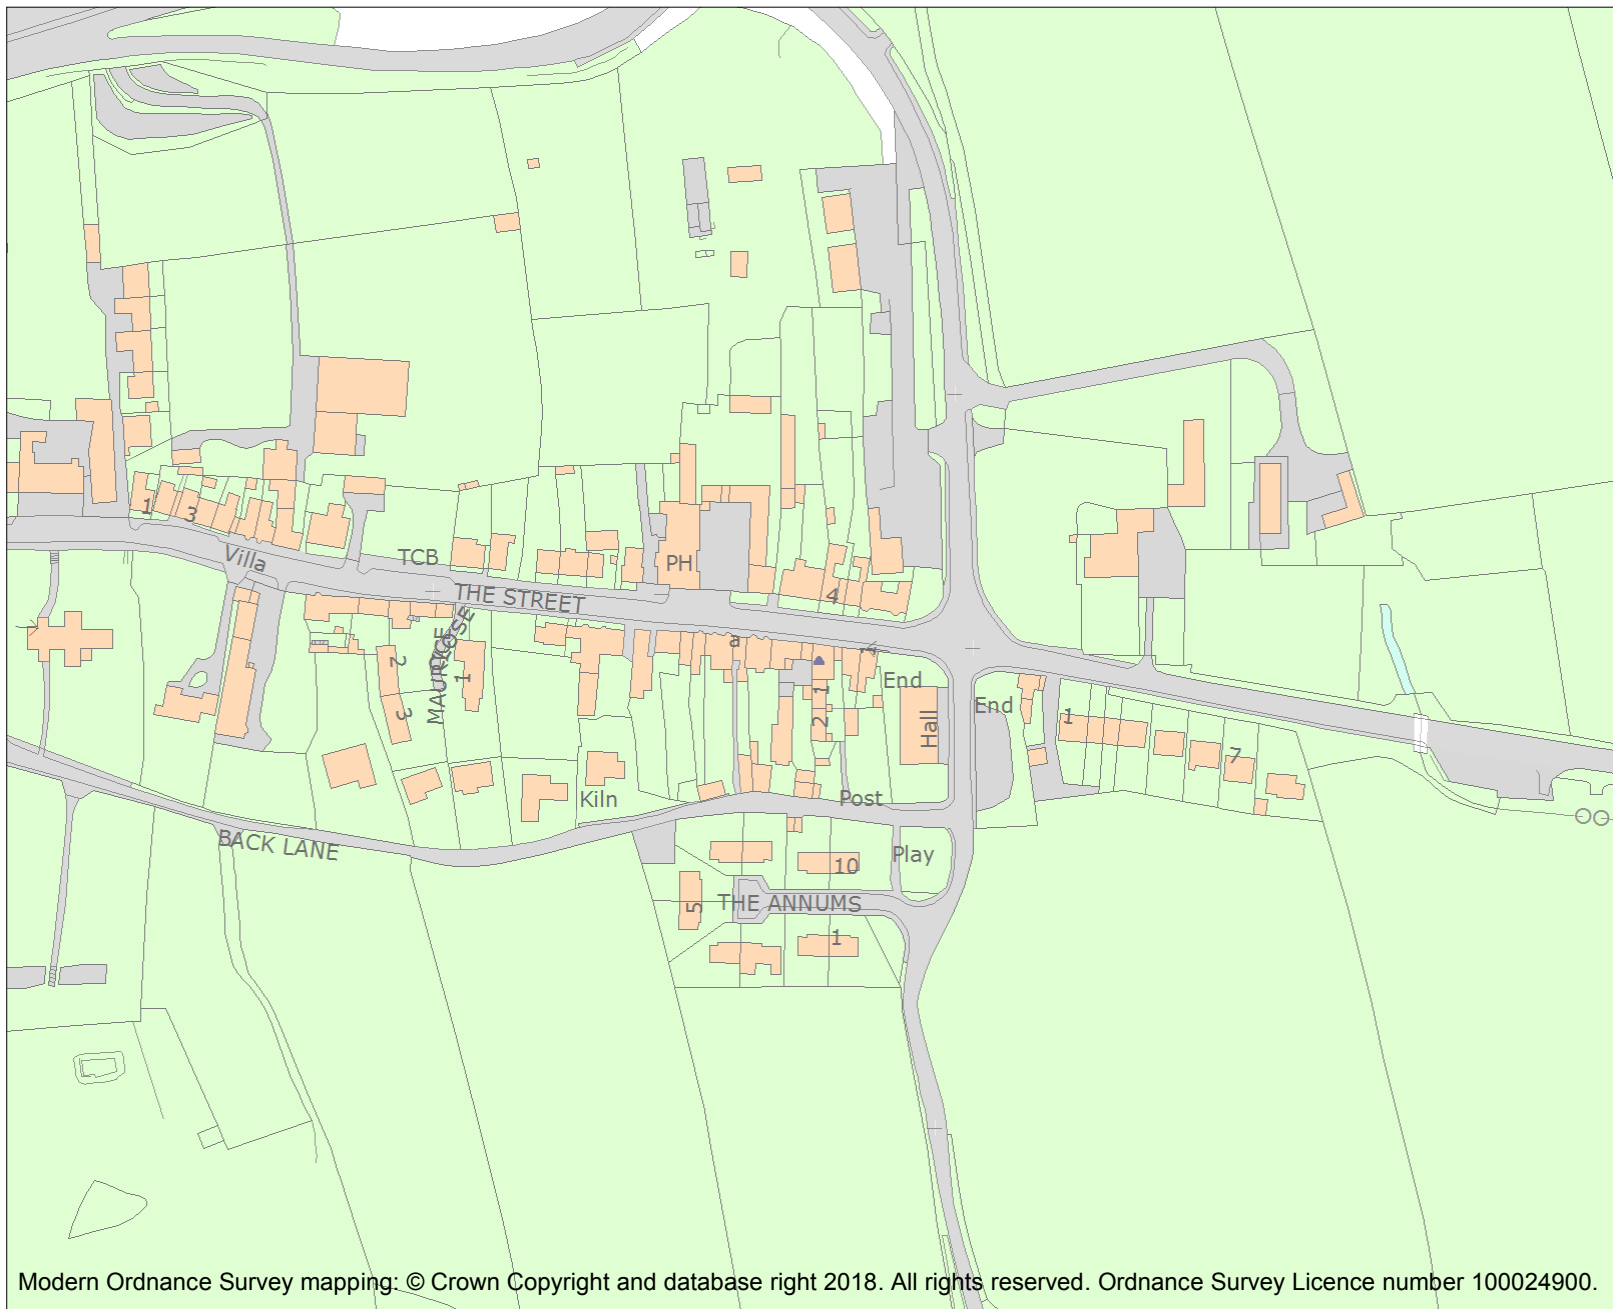 1
3
Villa
TCB
PH
THE STREET
4
a
MAURYCE
CLOSE
2
1
3
1
2
End
Hall
End
1
7
Kiln
Post
BACK LANE
Play
10
THE ANNUMS
5
1
Modern Ordnance Survey mapping: © Crown Copyright and database right 2018. All rights reserved. Ordnance Survey Licence number 100024900.